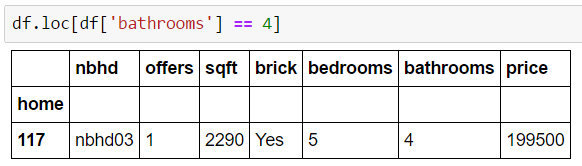 df.loc[df['bathrooms'] == 4]
nbhd offers sqft brick bedrooms bathrooms price
home
117 nbhd03 1 2290 Yes 5 4 199500